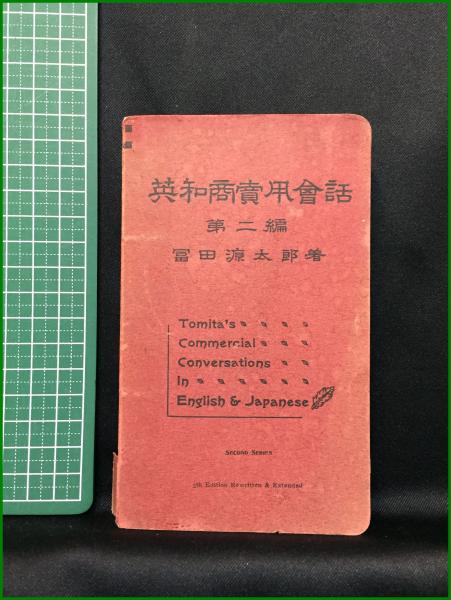 英和商賣用會話
第二編
冨田源太郎著
Tomita's
Commercial
Conversations
In
English & Japanese
Second Series
5th Edition Rewritten & Extended